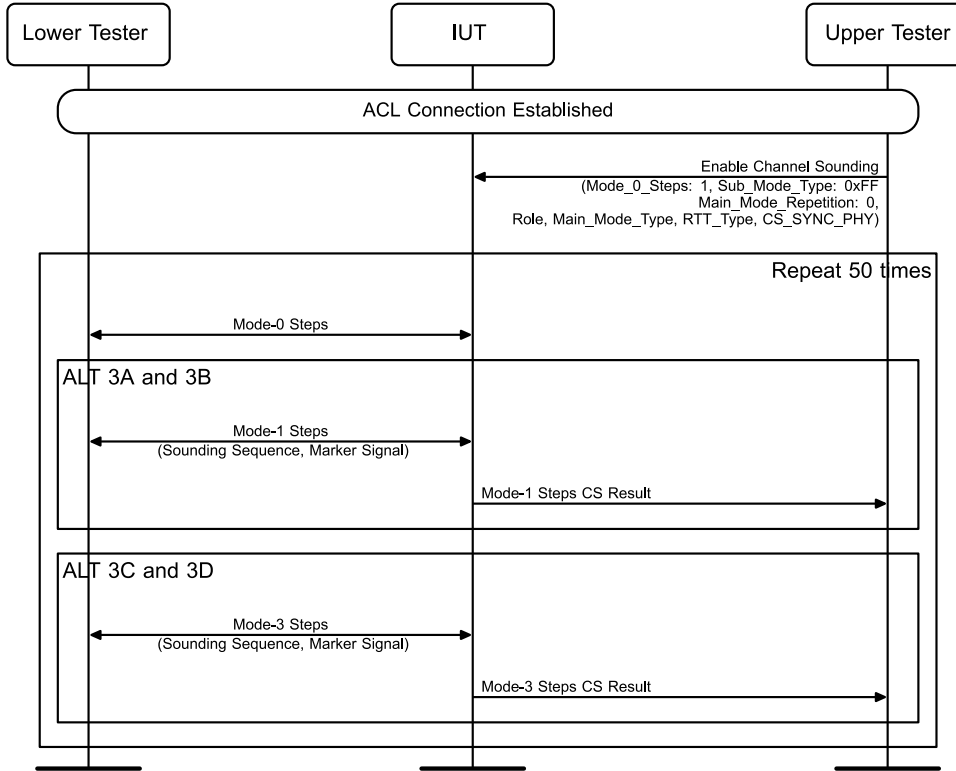 Lower Tester
IUT
Upper Tester
ACL Connection Established
Enable Channel Sounding
(Mode_0_Steps: 1, Sub_Mode_Type: 0xFF
Main_Mode_Repetition: 0,
Role, Main_Mode_Type, RTT_Type, CS_SYNC_PHY)
Repeat 50 times
Mode-0 Steps
ALT 3A and 3B
Mode-1 Steps
(Sounding Sequence, Marker Signal)
Mode-1 Steps CS Result
ALT 3C and 3D
Mode-3 Steps
(Sounding Sequence, Marker Signal)
Mode-3 Steps CS Result